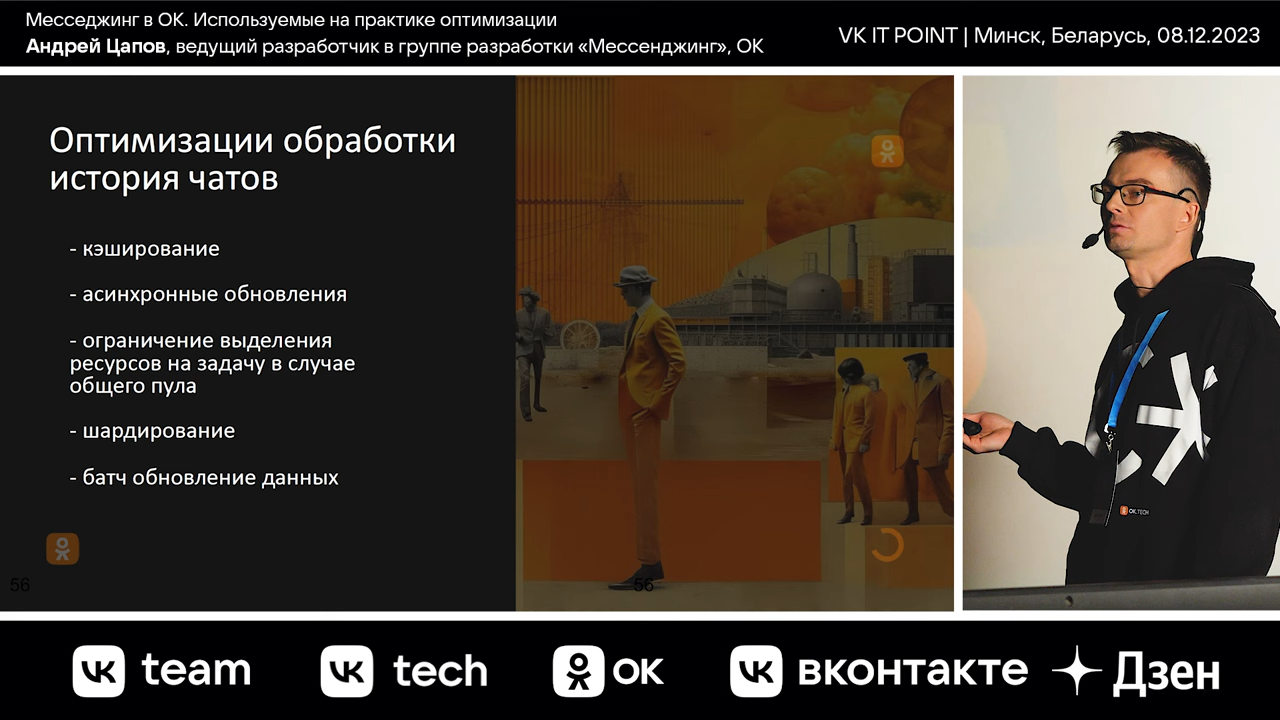 Месседжинг в ОК. Используемые на практике оптимизации
Андрей Цапов, ведущий разработчик в группе разработки «Мессенджинг», ОК
VK IT POINT | Минск, Беларусь, 08.12.2023
Оптимизации обработки
история чатов
- кэширование
- асинхронные обновления
- ограничение выделения
ресурсов на задачу в случае
общего пула
- шардирование
- батч обновление данных
56
56
OK.TECH
team
tech
ок
вконтакте
Дзен